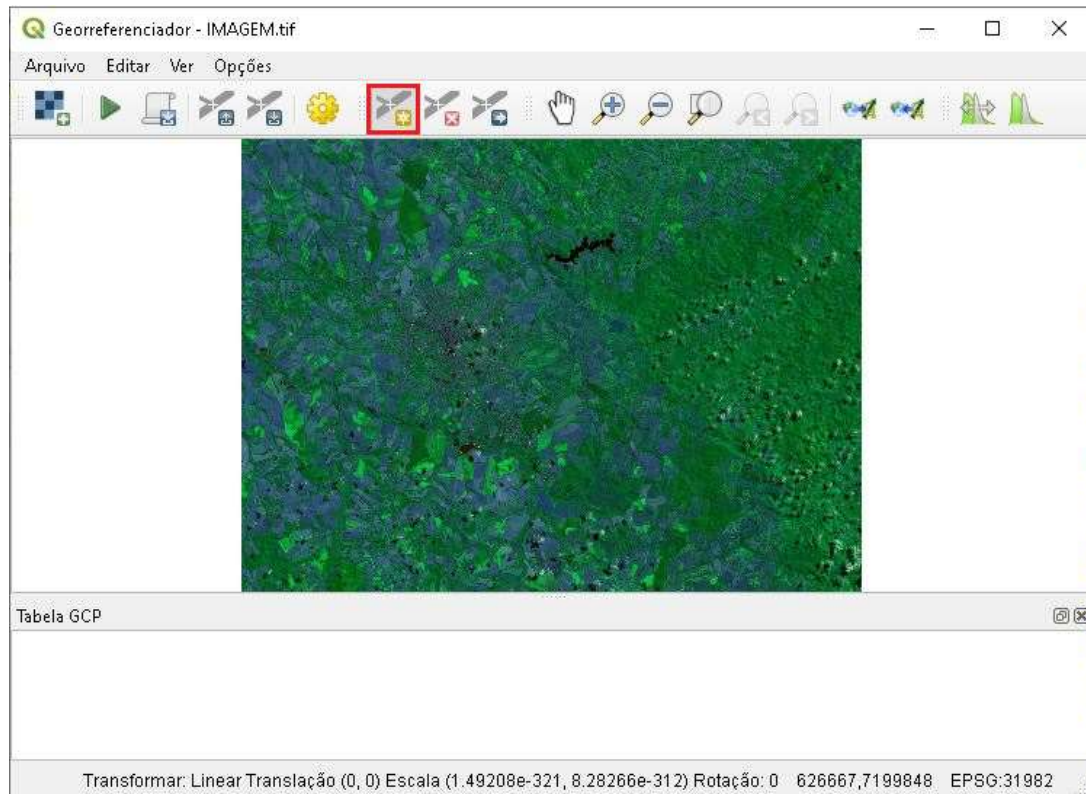 Georreferenciador - IMAGEM.tif
Arquivo Editar Ver Opções
Tabela GCP
Transformar: Linear Translação (0, 0) Escala (1.49208e-321, 8.28266e-312) Rotação: 0 626667,7199848 EPSG:31982